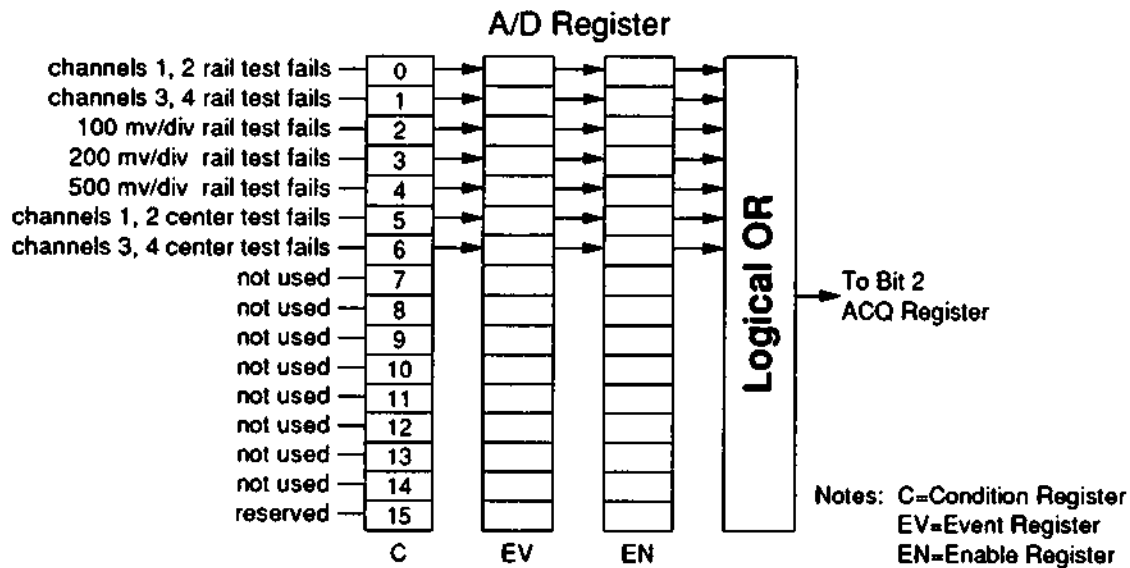 A/D Register
channels 1, 2 rail test fails 0
channels 3, 4 rail test fails 1
100 mv/div rail test fails 2
200 mv/div rail test fails 3
500 mv/div rail test fails 4
channels 1, 2 center test fails 5
channels 3, 4 center test fails 6
not used 7
not used 8
not used 9
not used 10
not used 11
not used 12
not used 13
not used 14
reserved 15
C EV EN
Logical OR
To Bit 2
ACQ Register
Notes: C=Condition Register
EV=Event Register
EN=Enable Register